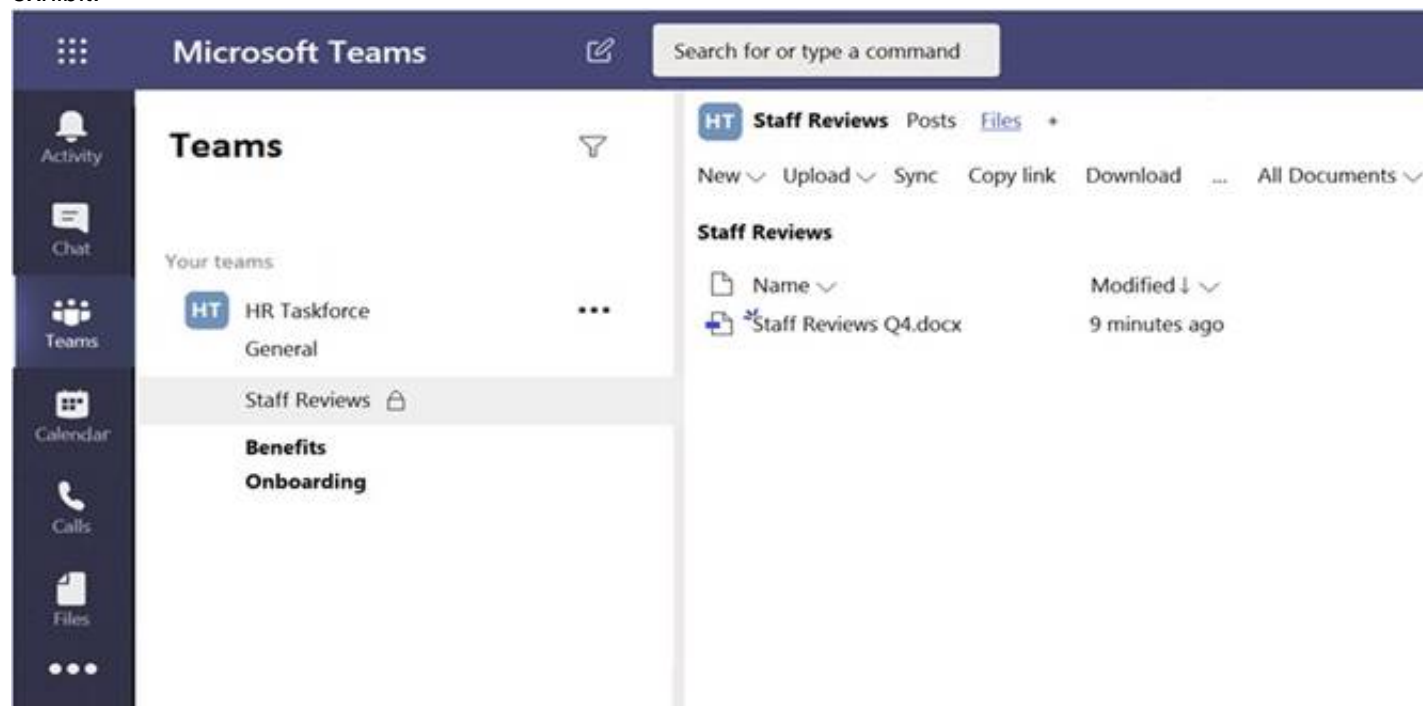 Microsoft Teams
Search for or type a command
Activity
Chat
Teams
Calendar
Calls
Files
Teams
Your teams
HT HR Taskforce
General
Staff Reviews
Benefits
Onboarding
HT Staff Reviews Posts Files +
New Upload Sync Copy link Download ... All Documents
Staff Reviews
Name Modified ↓
Staff Reviews Q4.docx 9 minutes ago